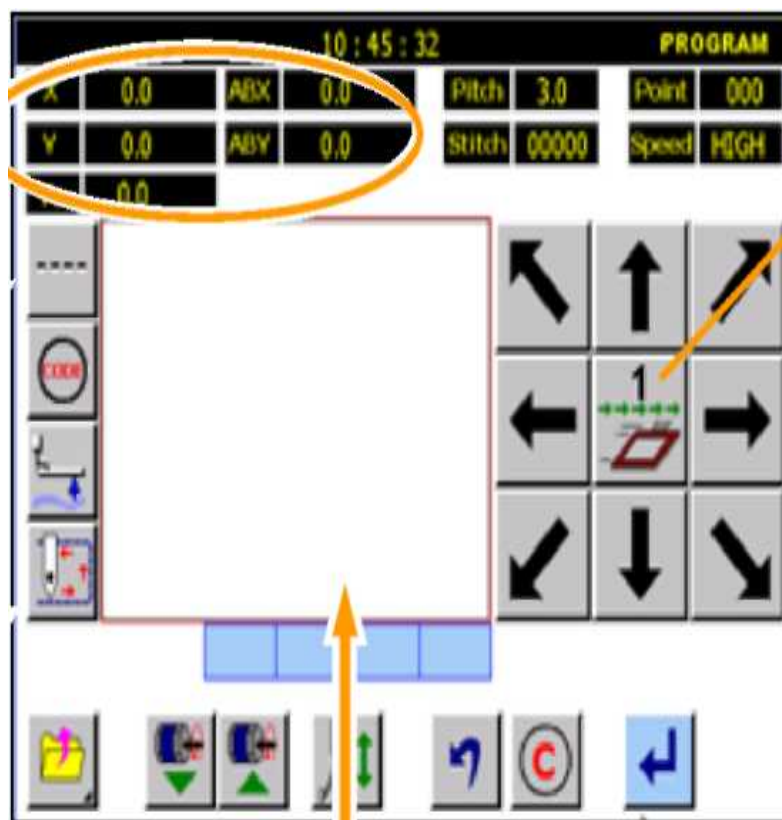 10 : 45 : 32 PROGRAM
X 0.0 ABX 0.0 Pitch 3.0 Point 000
Y 0.0 ABY 0.0 Stitch 00000 Speed HIGH
0.0
----
CODE
1
C